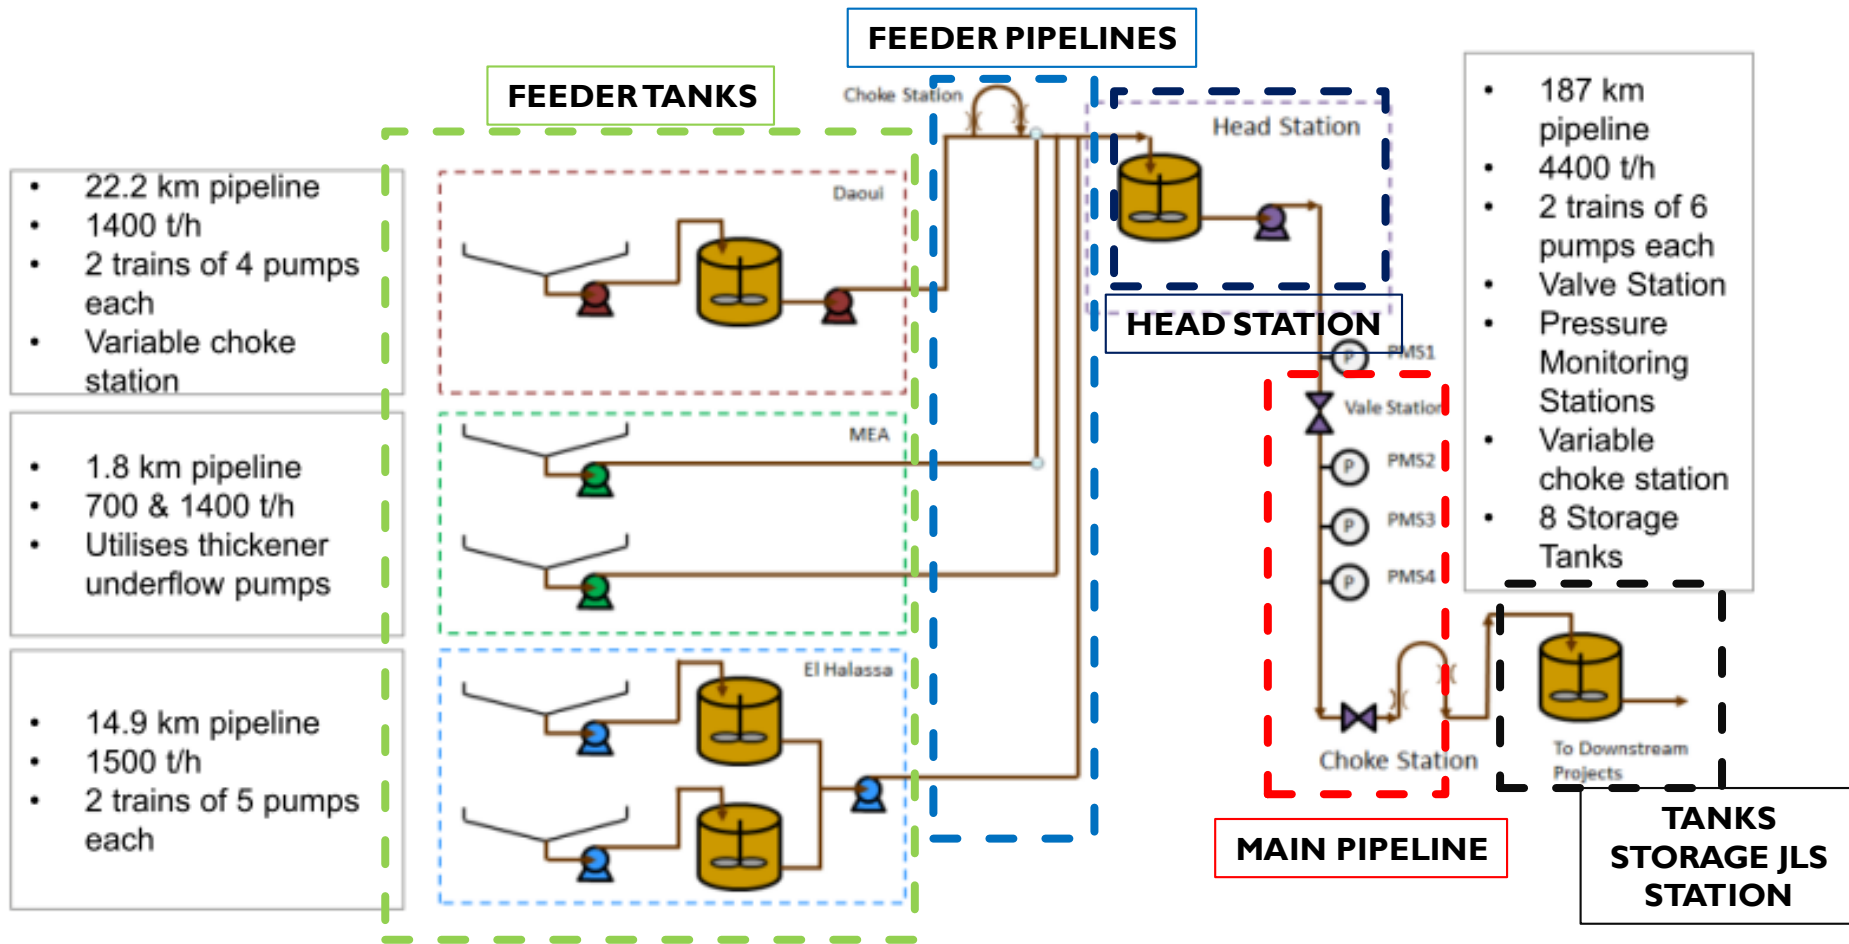 FEEDER PIPELINES
FEEDER TANKS
• 22.2 km pipeline
• 1400 t/h
• 2 trains of 4 pumps
each
• Variable choke
station
• 1.8 km pipeline
• 700 & 1400 t/h
• Utilises thickener
underflow pumps
• 14.9 km pipeline
• 1500 t/h
• 2 trains of 5 pumps
each
Daoui
MEA
El Halassa
Choke Station
Head Station
HEAD STATION
P PMS1
Vale Station
P PMS2
P PMS3
P PMS4
Choke Station
MAIN PIPELINE
• 187 km
pipeline
• 4400 t/h
• 2 trains of 6
pumps each
• Valve Station
• Pressure
Monitoring
Stations
• Variable
choke station
• 8 Storage
Tanks
To Downstream
Projects
TANKS
STORAGE JLS
STATION